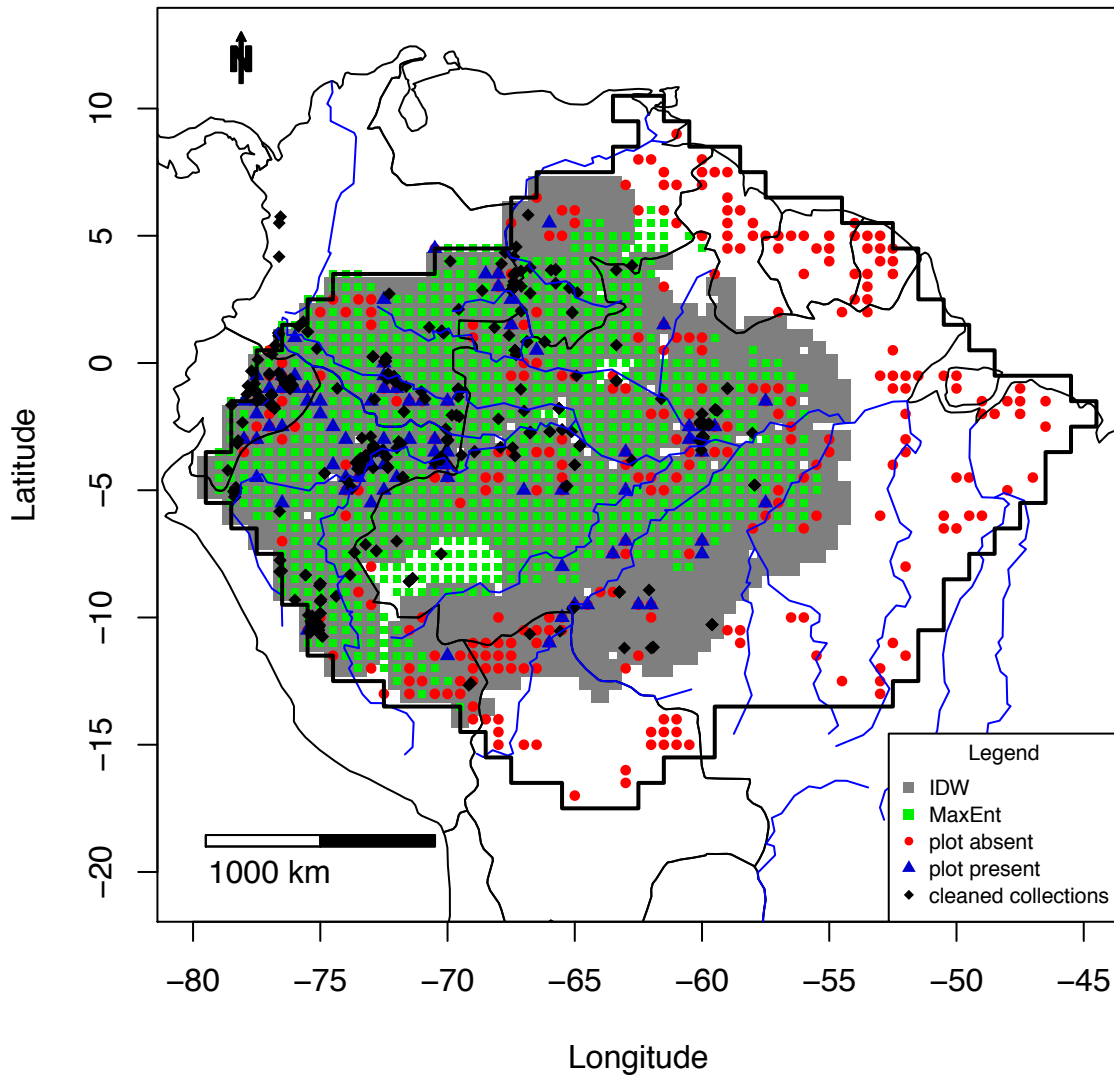 N
10
5
0
−5
−10
−15
−20
Latitude
1000 km
Legend
IDW
MaxEnt
plot absent
plot present
cleaned collections
−80
−75
−70
−65
−60
−55
−50
−45
Longitude